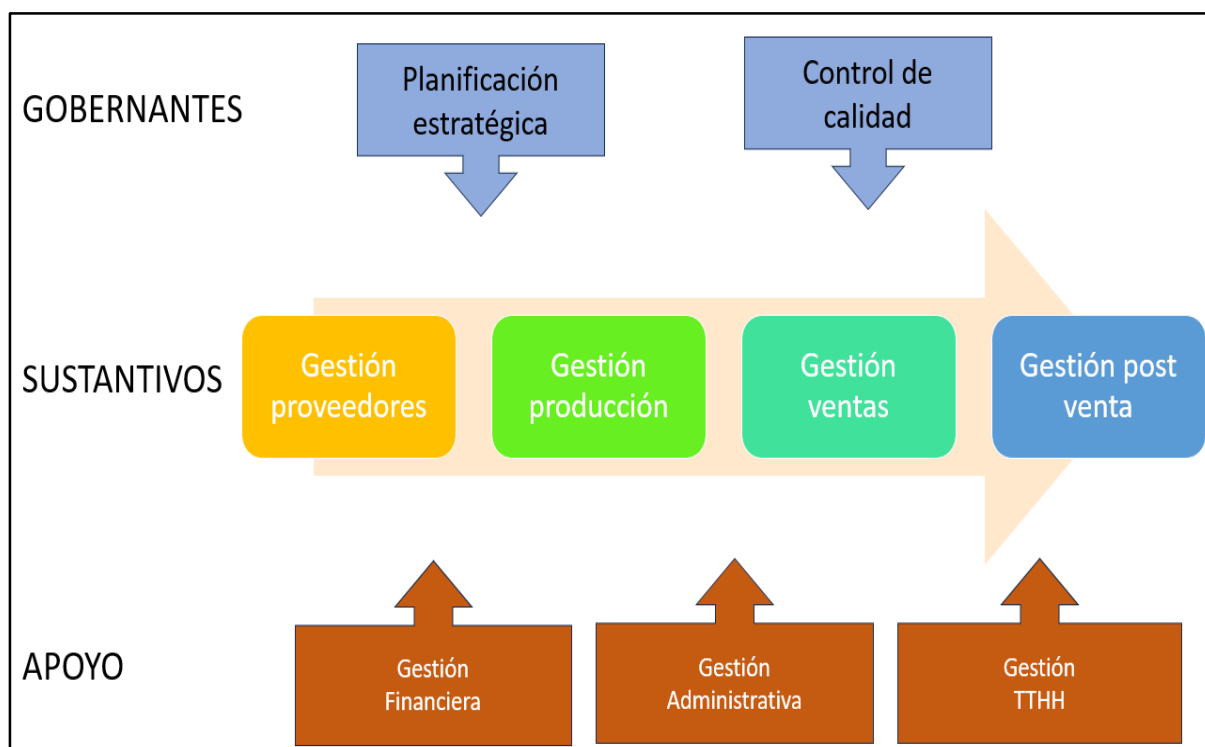 GOBERNANTES
Planificación
estratégica
Control de
calidad
SUSTANTIVOS
Gestión
proveedores
Gestión
producción
Gestión
ventas
Gestión post
venta
APOYO
Gestión
Financiera
Gestión
Administrativa
Gestión
TTHH